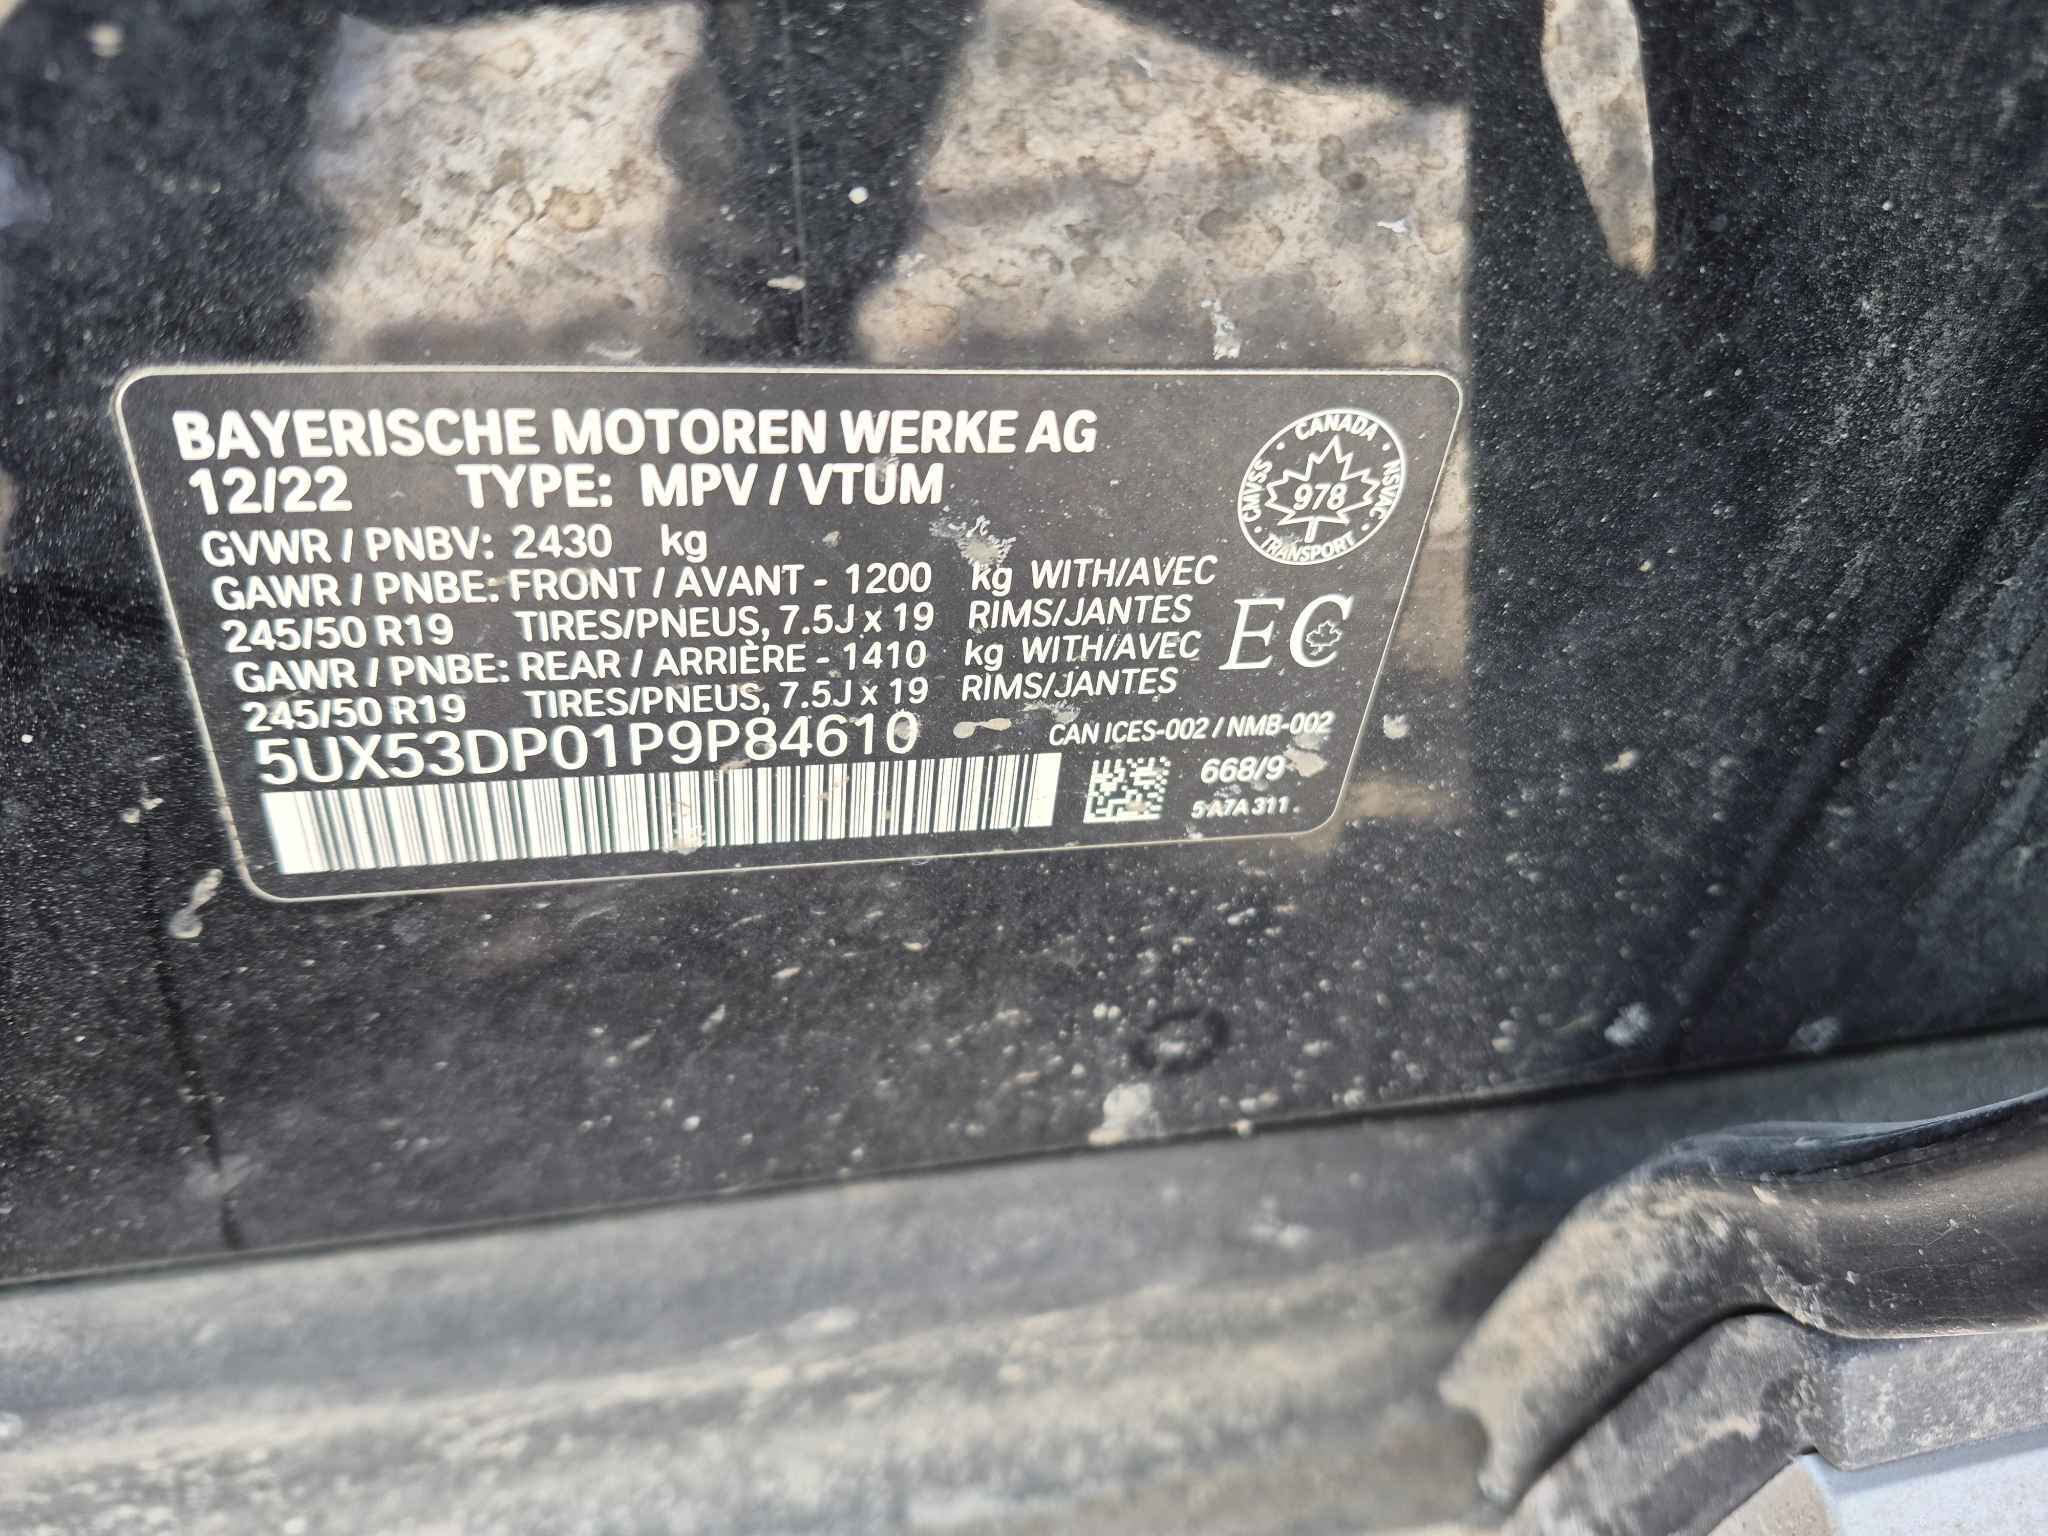 BAYERISCHE MOTOREN WERKE AG
12/22 TYPE: MPV / VTUM
GVWR / PNBV: 2430 kg
GAWR / PNBE: FRONT / AVANT - 1200 kg WITH/AVEC
245/50 R19 TIRES/PNEUS, 7.5J x 19 RIMS/JANTES
GAWR / PNBE: REAR / ARRIÈRE - 1410 kg WITH/AVEC
245/50 R19 TIRES/PNEUS, 7.5J x 19 RIMS/JANTES
5UX53DP01P9P84610
CANADA
CMVSS 978 NSVAC
TRANSPORT
EC
CAN ICES-002 / NMB-002
668/9
5 A7A 311